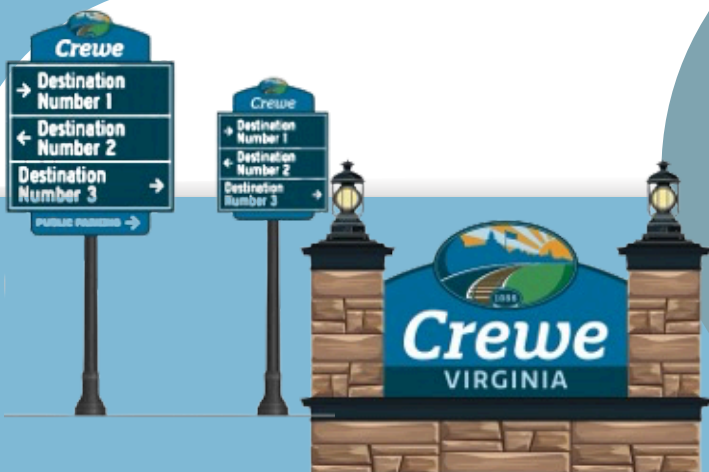 Crewe
Destination
Number 1
Destination
Number 2
Destination
Number 3
PUBLIC PARKING
Crewe
Destination
Number 1
Destination
Number 2
Destination
Number 3
1888
Crewe
VIRGINIA